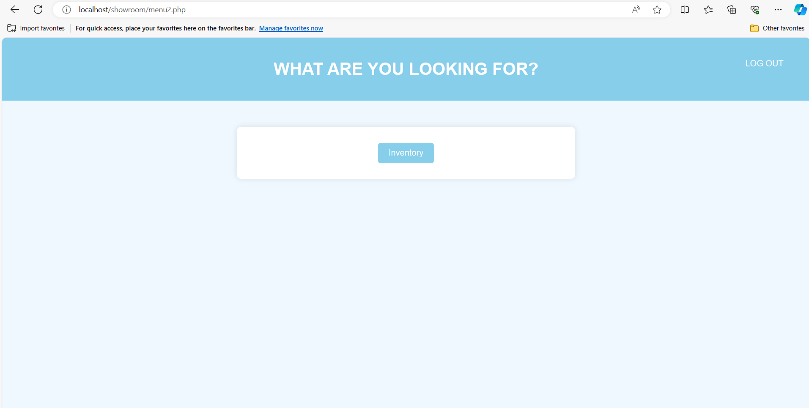 localhost/showroom/menu2.php
Import favorites
For quick access, place your favorites here on the favorites bar. Manage favorites now
Other favorites
WHAT ARE YOU LOOKING FOR?
LOG OUT
Inventory